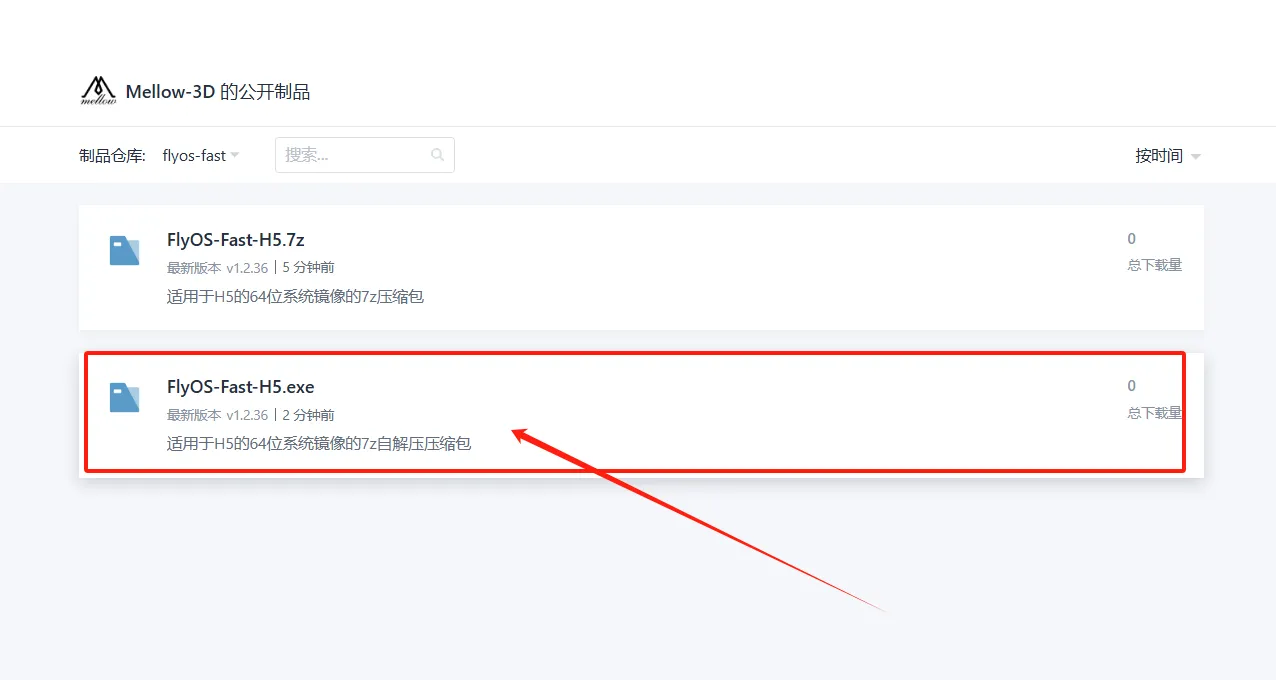 mellow
Mellow-3D 的公开制品
制品仓库: flyos-fast
搜索...
按时间
FlyOS-Fast-H5.7z
最新版本 v1.2.36 | 5 分钟前
适用于H5的64位系统镜像的7z压缩包
0
总下载量
FlyOS-Fast-H5.exe
最新版本 v1.2.36 | 2 分钟前
适用于H5的64位系统镜像的7z自解压压缩包
0
总下载量